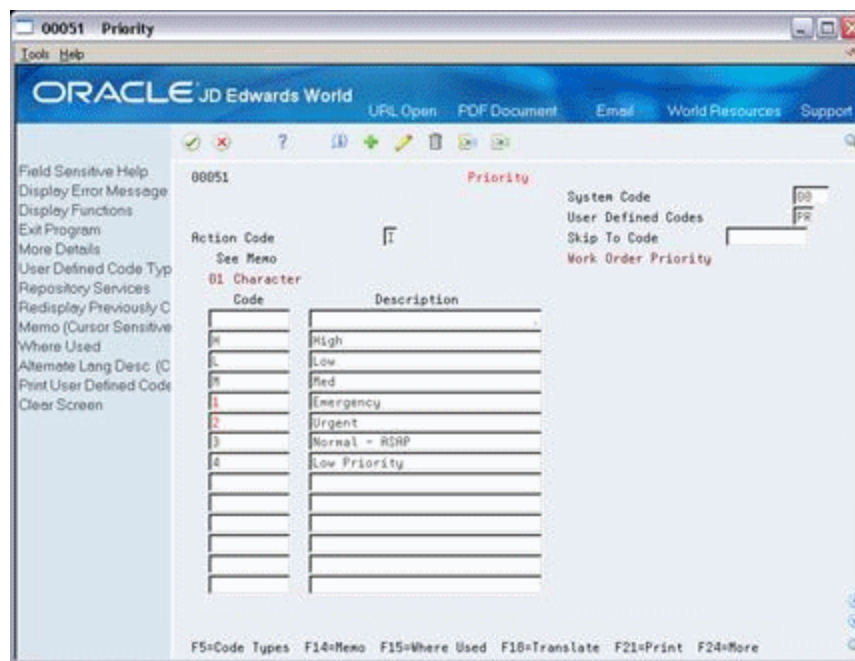 00051 Priority
Tools Help
ORACLE JD Edwards World
URL Open PDF Document Email World Resources Support
Field Sensitive Help
Display Error Message
Display Functions
Exit Program
More Details
User Defined Code Typ
Repository Services
Redisplay Previously C
Memo (Cursor Sensitive
Where Used
Alternate Lang Desc (C
Print User Defined Code
Clear Screen
00051 Priority
System Code 00
User Defined Codes PR
Action Code I Skip To Code
See Memo Work Order Priority
01 Character
Code Description
.
H High
L Low
M Med
1 Emergency
2 Urgent
3 Normal - ASAP
4 Low Priority
F5=Code Types F14=Memo F15=Where Used F18=Translate F21=Print F24=More